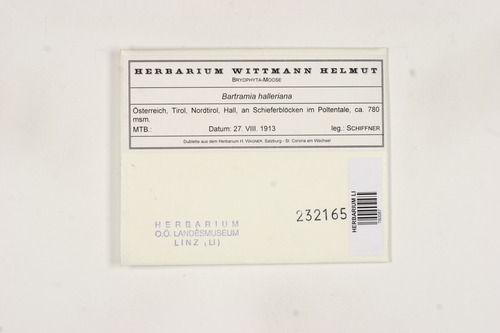 HERBARIUM WITTMANN HELMUT
BRYOPHYTA-MOOSE
Bartramia halleriana
Österreich, Tirol, Nordtirol, Hall, an Schieferblöcken im Poltentale, ca. 780
msm.
MTB.: Datum: 27. VIII. 1913 leg.: SCHIFFNER
Dublette aus dem Herbarium H. WAGNER, Salzburg - St. Corona am Wechsel
HERBARIUM
O.Ö. LANDESMUSEUM
LINZ (LI)
232165
HERBARIUM LI